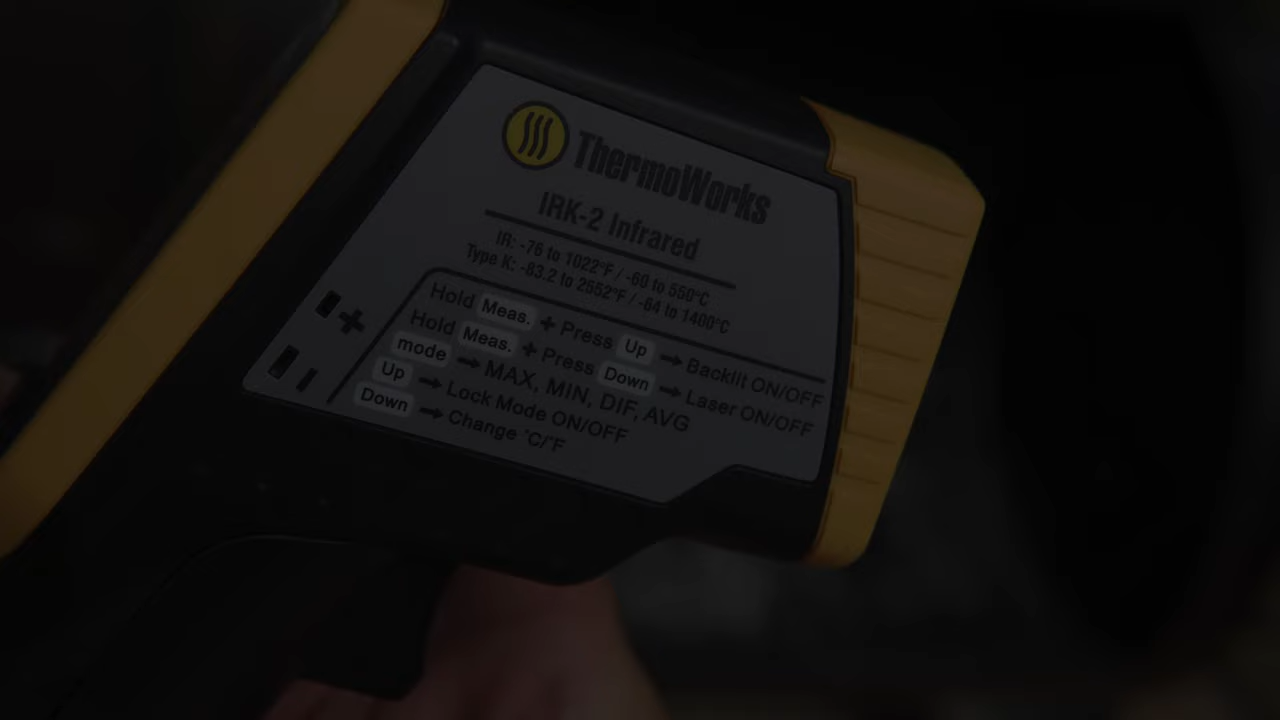 ThermoWorks
IRK-2 Infrared
IR: -76 to 1022°F / -60 to 550°C
Type K: -83.2 to 2552°F / -64 to 1400°C
Hold Meas. + Press Up → Backlit ON/OFF
Hold Meas. + Press Down → Laser ON/OFF
mode → MAX, MIN, DIF, AVG
Up → Lock Mode ON/OFF
Down → Change °C/°F